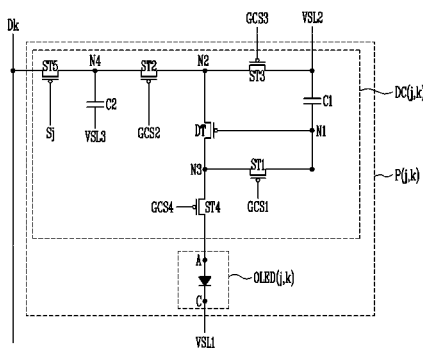 Dk
GCS3
VSL2
ST5
N4
ST2
N2
ST3
C1
DC(j,k)
C2
Sj
VSL3
GCS2
DT
N1
P(j,k)
N3
ST1
GCS4
ST4
GCS1
A
OLED(j,k)
C
VSL1